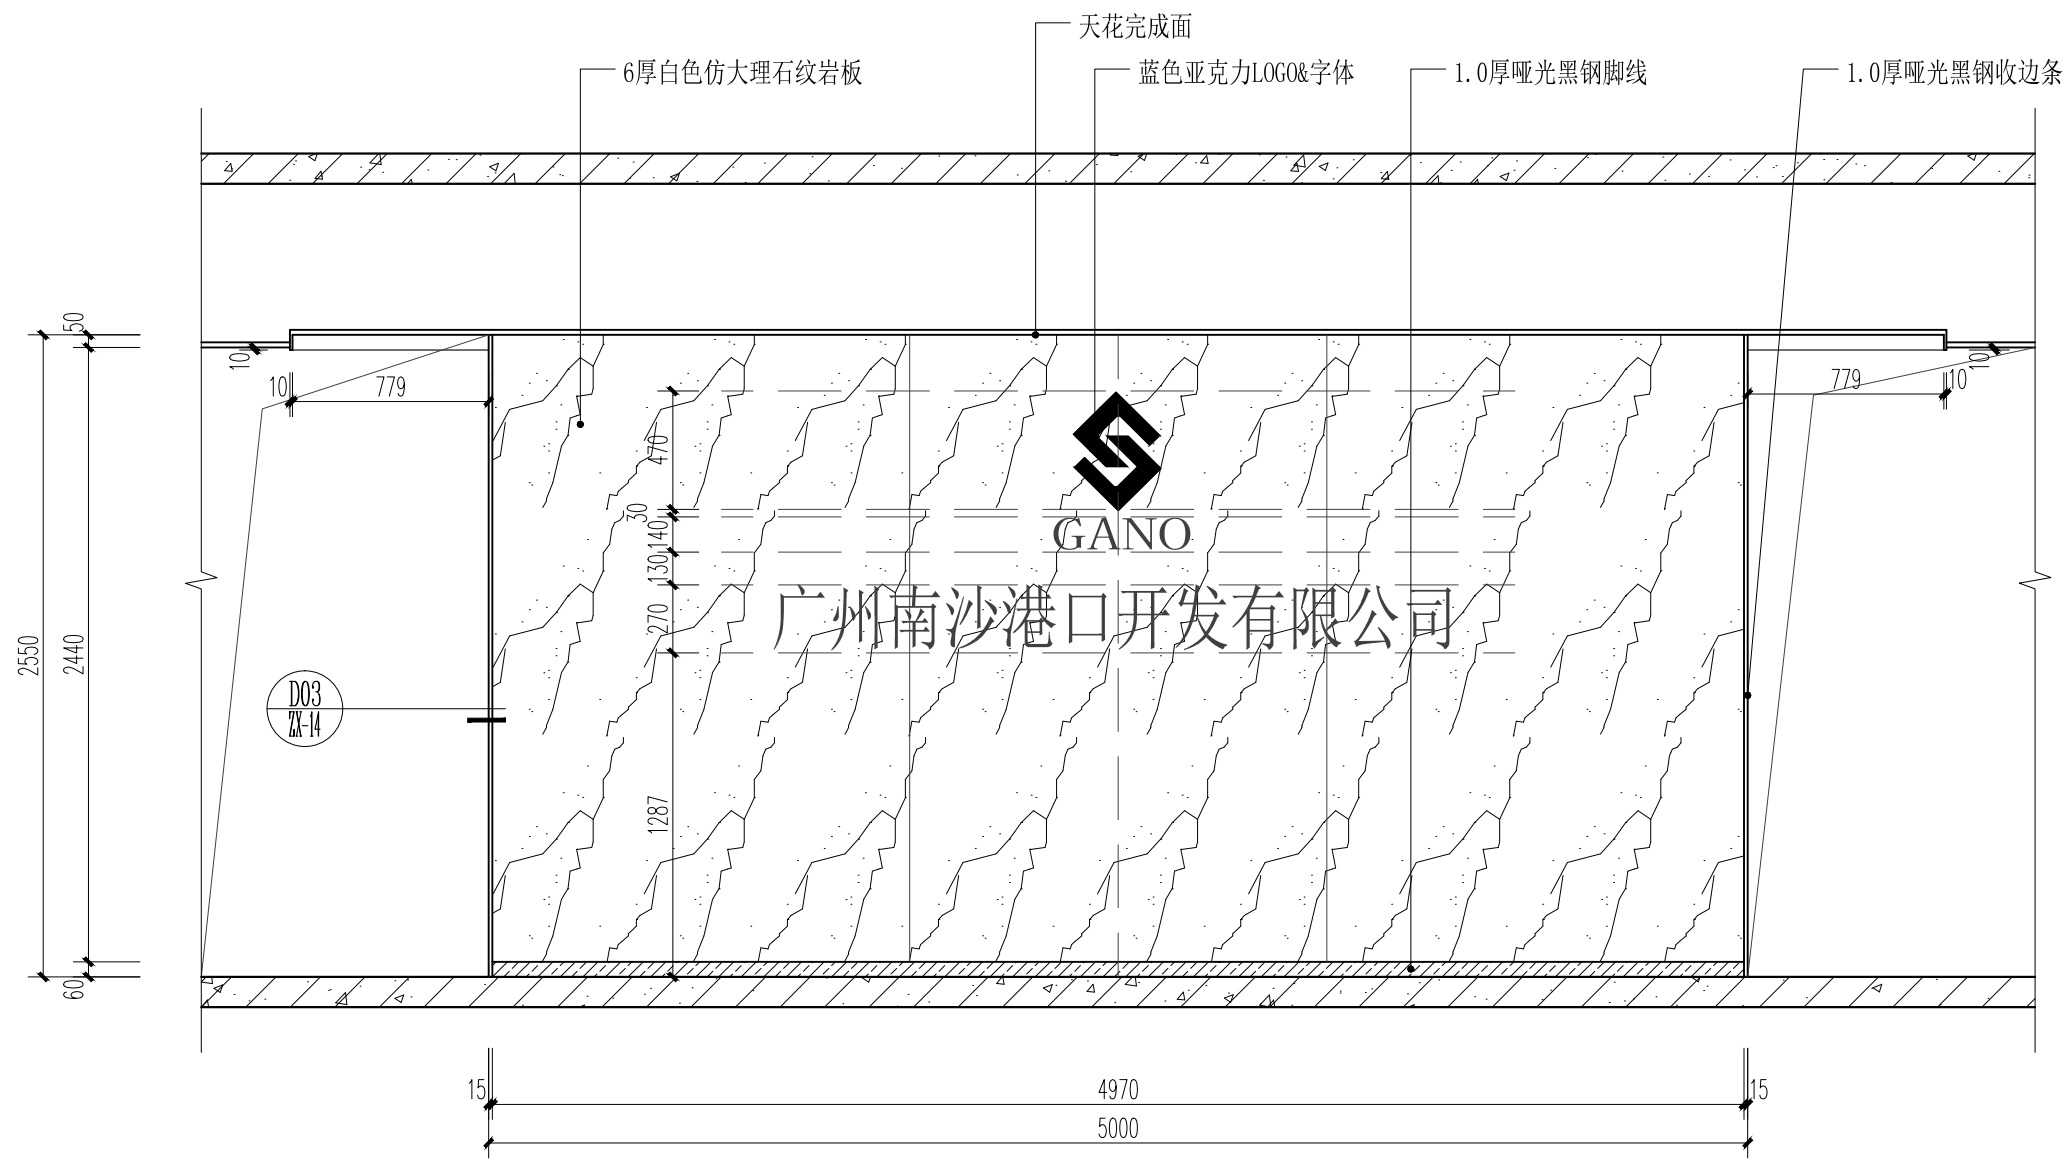 天花完成面
6厚白色仿大理石纹岩板
蓝色亚克力LOGO&字体
1.0厚哑光黑钢脚线
1.0厚哑光黑钢收边条
50
10
10
779
779
10
10
470
30
140
130
270
1287
GANO
广州南沙港口开发有限公司
2550
2440
60
D03
ZX-14
15
4970
15
5000